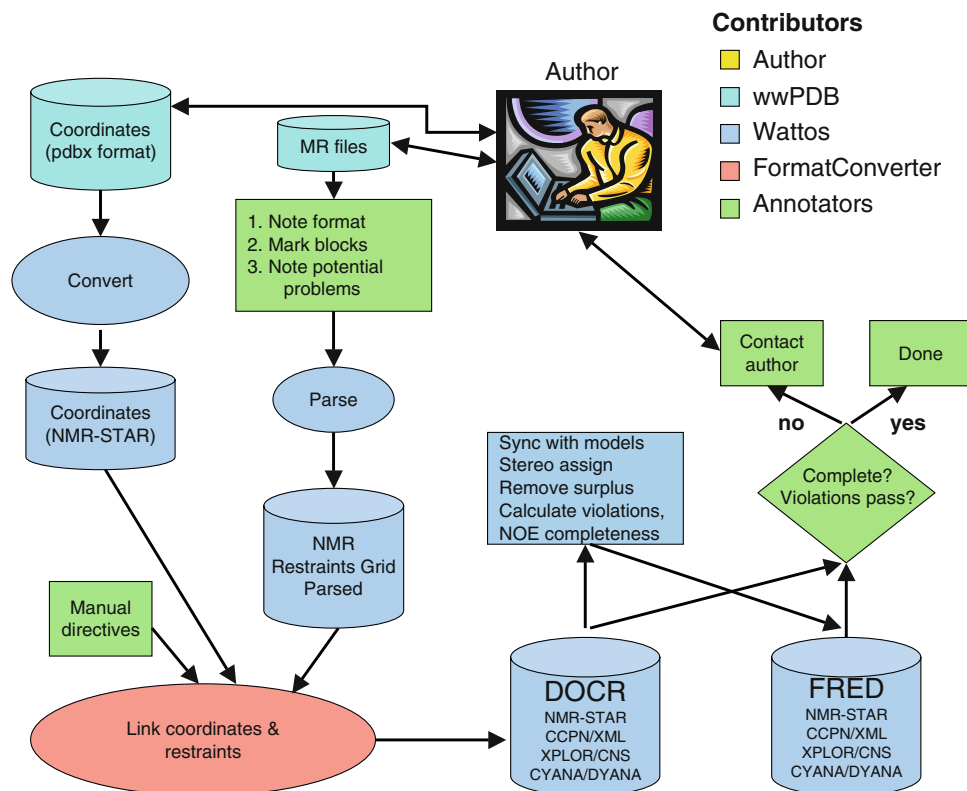 Contributors
Author
wwPDB
Wattos
FormatConverter
Annotators
Author
Coordinates
(pdbx format)
MR files
1. Note format
2. Mark blocks
3. Note potential
problems
Convert
Parse
Coordinates
(NMR-STAR)
NMR
Restraints Grid
Parsed
Manual
directives
Link coordinates &
restraints
Sync with models
Stereo assign
Remove surplus
Calculate violations,
NOE completeness
Contact
author
Done
no
yes
Complete?
Violations pass?
DOCR
NMR-STAR
CCPN/XML
XPLOR/CNS
CYANA/DYANA
FRED
NMR-STAR
CCPN/XML
XPLOR/CNS
CYANA/DYANA